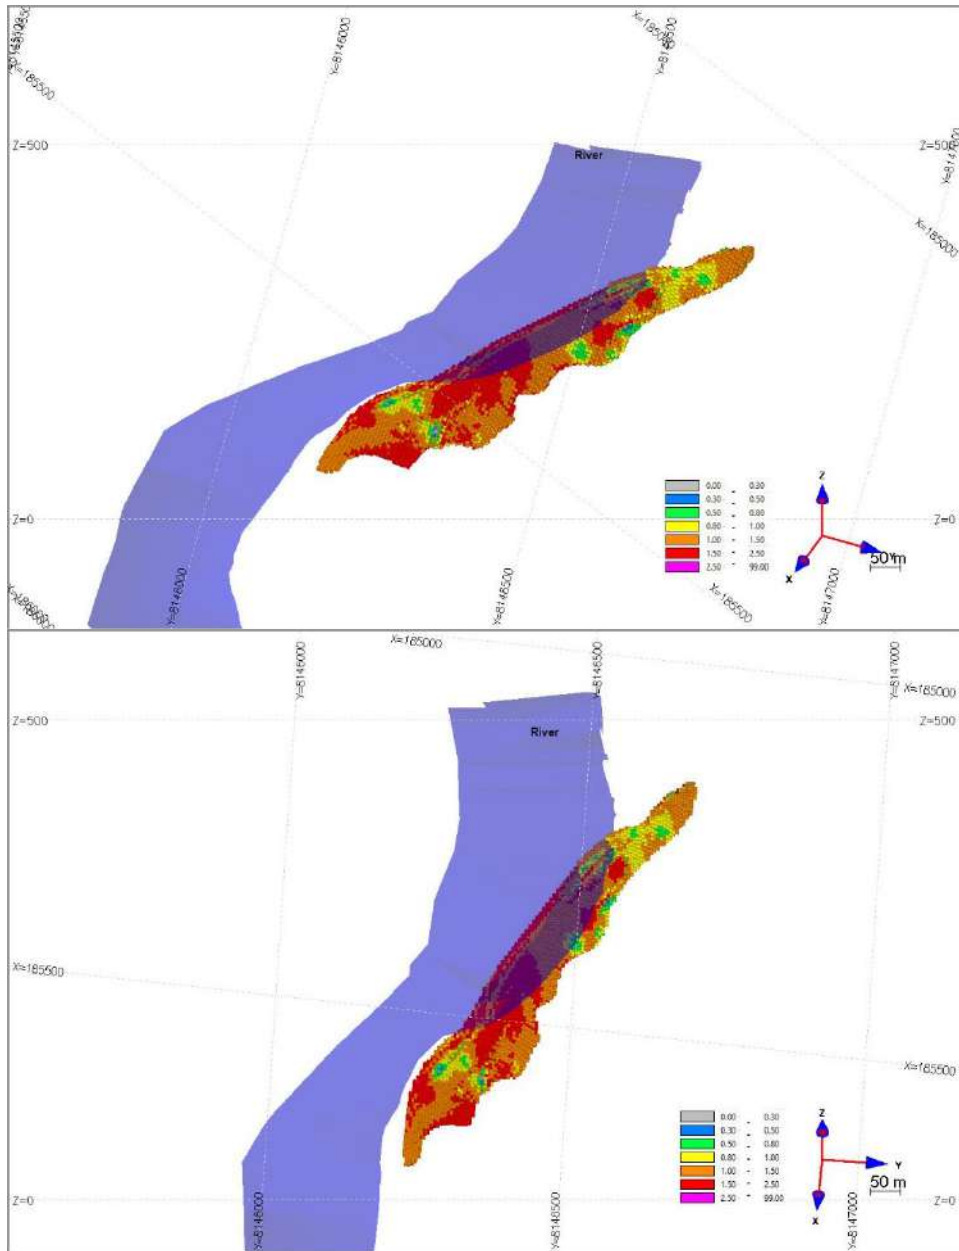 Y=8146000
X=185000
Y=8146500
X=185500
Z=500
River
Z=500
X=185000
Z=0
Z=0
0.00 - 0.30
0.30 - 0.50
0.50 - 0.80
0.80 - 1.00
1.00 - 1.50
1.50 - 2.50
2.50 - 99.00
Z
X
Y
50 m
Y=8146000
Y=8146500
X=185500
Y=8147000
Y=8146000
X=185000
Y=8146500
Y=8147000
X=185000
Z=500
River
Z=500
X=185500
X=185500
0.00 - 0.30
0.30 - 0.50
0.50 - 0.80
0.80 - 1.00
1.00 - 1.50
1.50 - 2.50
2.50 - 99.00
Z
Y
X
50 m
Z=0
Z=0
Y=8146000
Y=8146500
Y=8147000